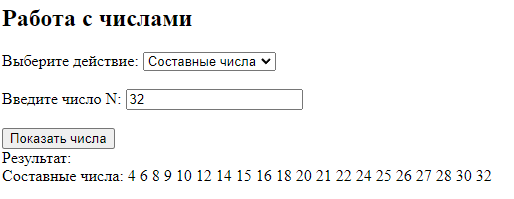 Работа с числами
Выберите действие: Составные числа
Введите число N: 32
Показать числа
Результат:
Составные числа: 4 6 8 9 10 12 14 15 16 18 20 21 22 24 25 26 27 28 30 32